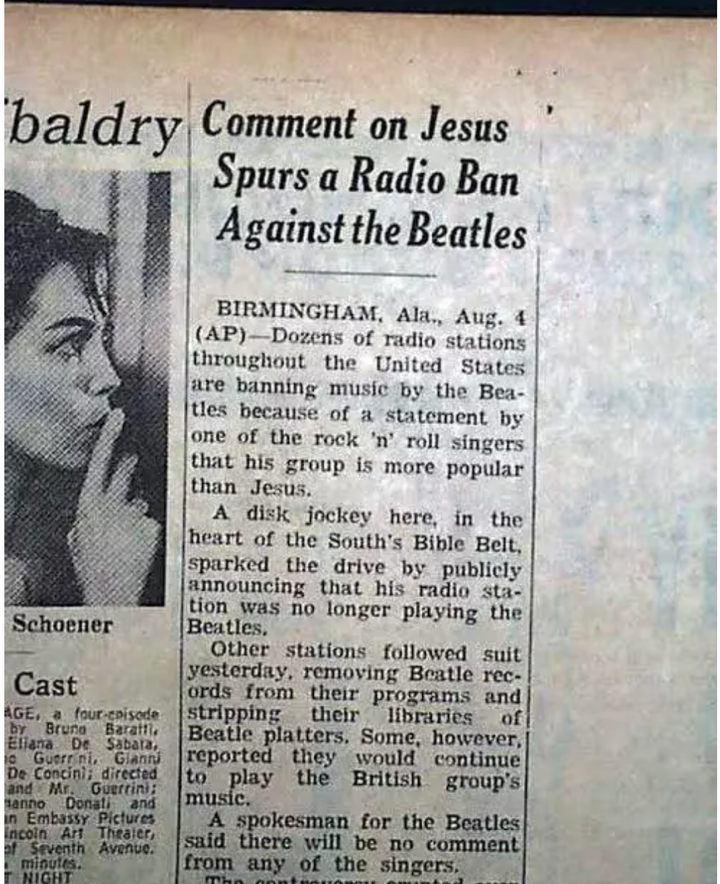 baldry
Schoener
Cast
AGE, a four-episode
by Bruno Baratti,
Eliana De Sabata,
Guerrini, Gianni
De Concini; directed
and Mr. Guerrini;
Donati and
an Embassy Pictures
incoln Art Theater,
of Seventh Avenue.
minutes.
T NIGHT
Comment on Jesus
Spurs a Radio Ban
Against the Beatles
BIRMINGHAM, Ala., Aug. 4
(AP)—Dozens of radio stations
throughout the United States
are banning music by the Bea-
tles because of a statement by
one of the rock 'n' roll singers
that his group is more popular
than Jesus.
A disk jockey here, in the
heart of the South's Bible Belt,
sparked the drive by publicly
announcing that his radio sta-
tion was no longer playing the
Beatles.
Other stations followed suit
yesterday, removing Beatle rec-
ords from their programs and
stripping their libraries of
Beatle platters. Some, however,
reported they would continue
to play the British group's
music.
A spokesman for the Beatles
said there will be no comment
from any of the singers.
The controversy erupted over